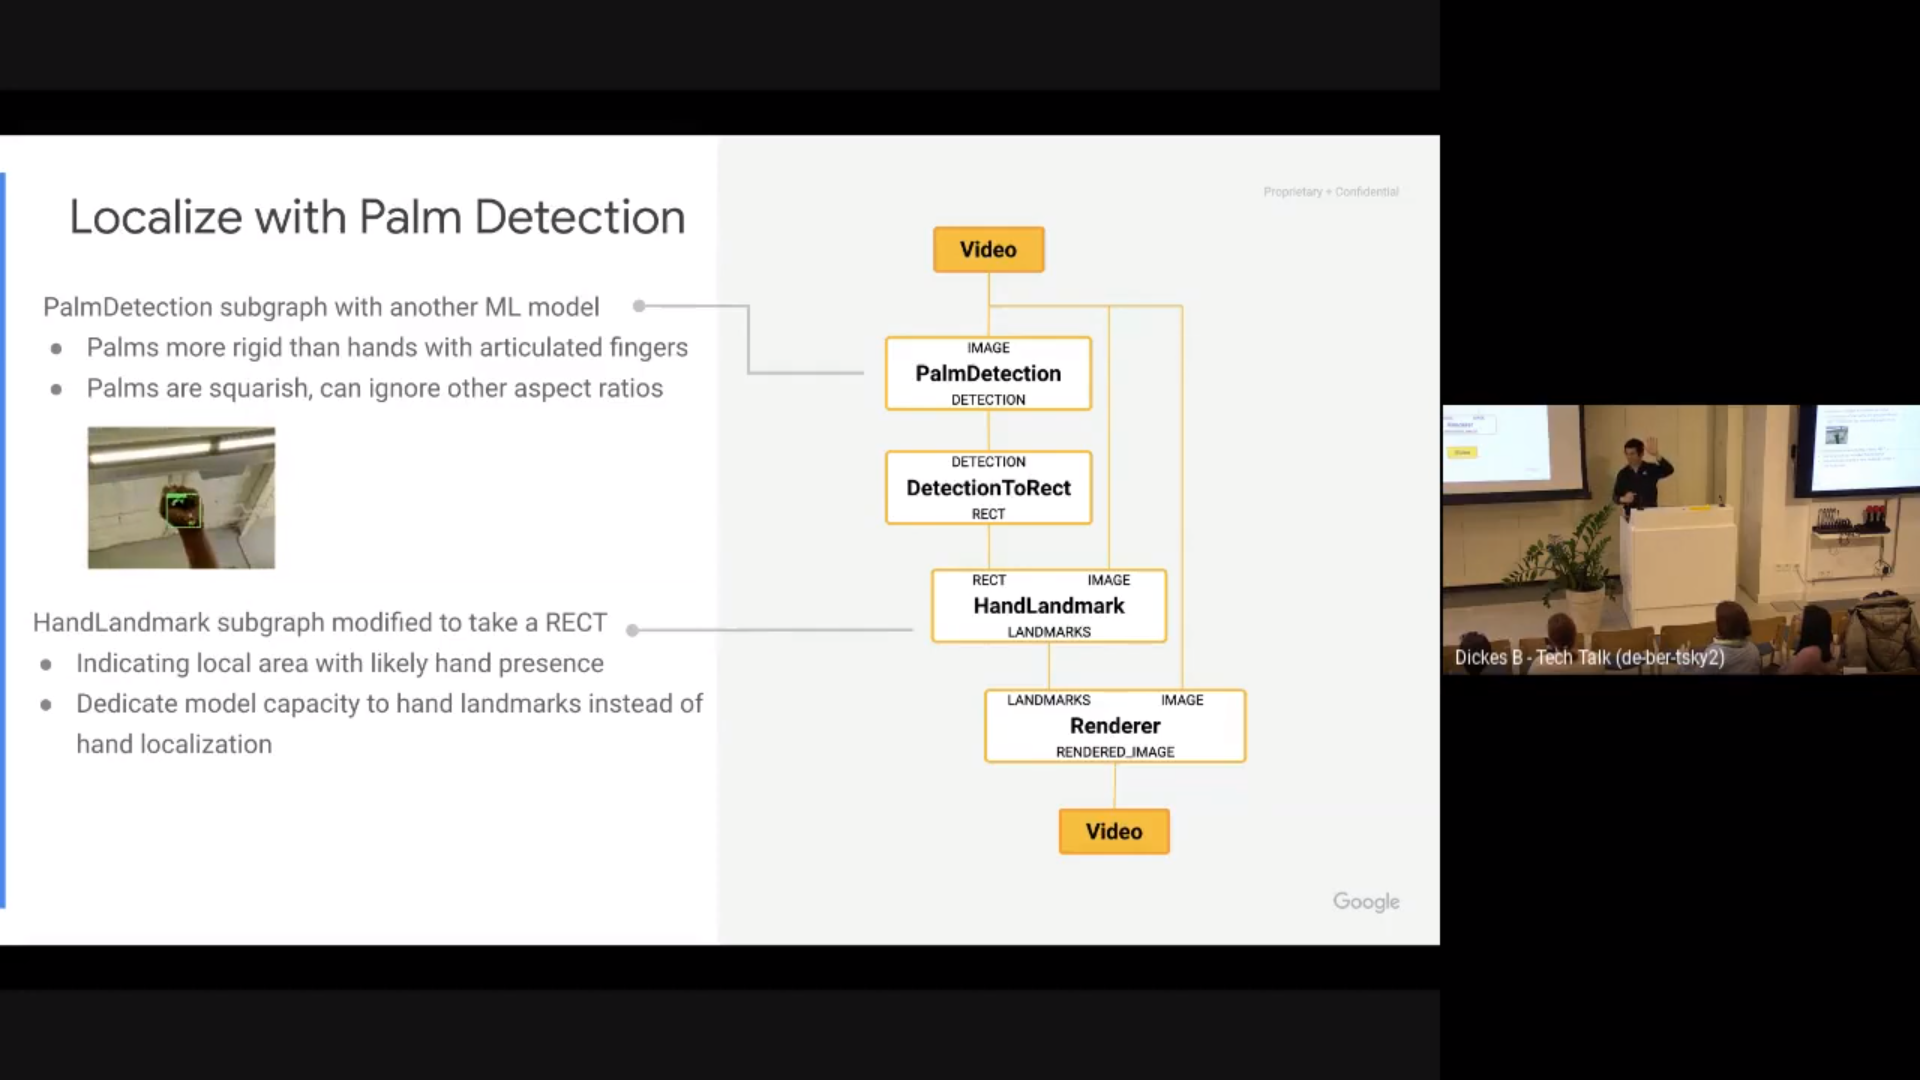 Localize with Palm Detection
Proprietary + Confidential
PalmDetection subgraph with another ML model
Palms more rigid than hands with articulated fingers
Palms are squarish, can ignore other aspect ratios
HandLandmark subgraph modified to take a RECT
Indicating local area with likely hand presence
Dedicate model capacity to hand landmarks instead of
hand localization
Video
IMAGE
PalmDetection
DETECTION
DETECTION
DetectionToRect
RECT
RECT IMAGE
HandLandmark
LANDMARKS
LANDMARKS IMAGE
Renderer
RENDERED_IMAGE
Video
Google
Dickes B - Tech Talk (de-ber-tsky2)